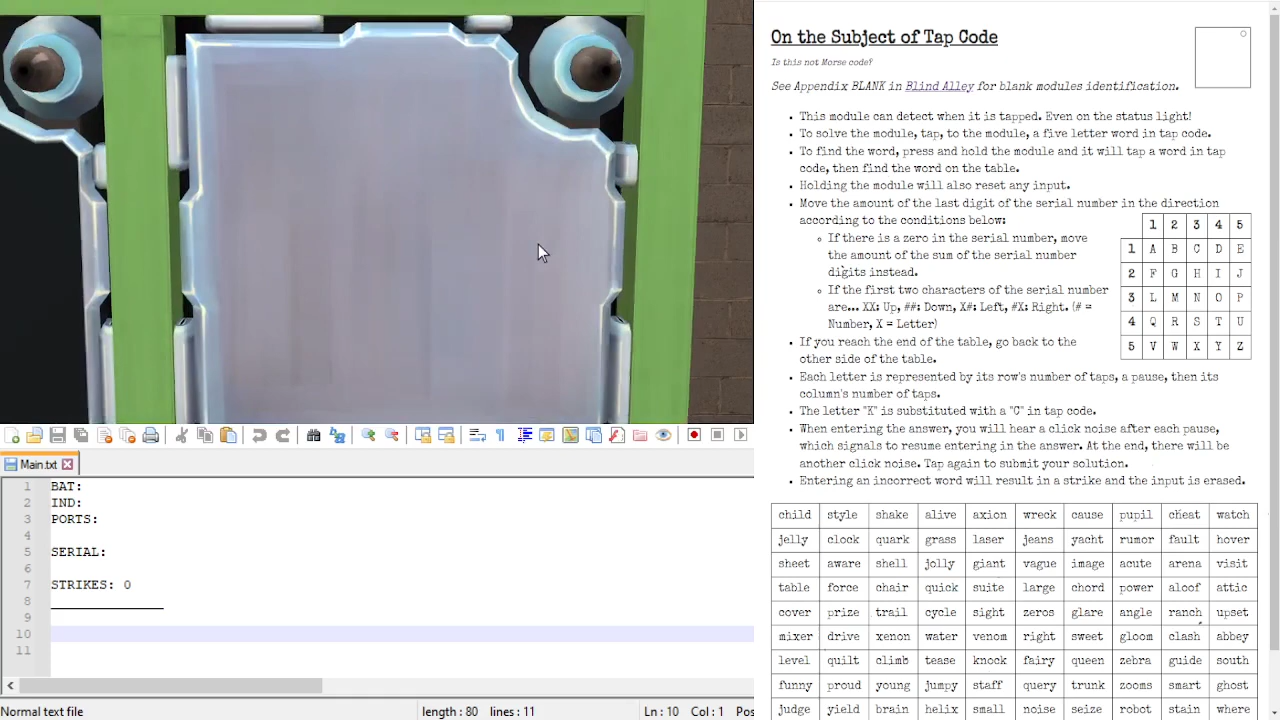 On the Subject of Tap Code
Is this not Morse code?
See Appendix BLANK in Blind Alley for blank modules identification.
This module can detect when it is tapped. Even on the status light!
To solve the module, tap, to the module, a five letter word in tap code.
To find the word, press and hold the module and it will tap a word in tap
code, then find the word on the table.
Holding the module will also reset any input.
Move the amount of the last digit of the serial number in the direction
according to the conditions below:
If there is a zero in the serial number, move
the amount of the sum of the serial number
digits instead.
If the first two characters of the serial number
are... XX: Up, ##: Down, X#: Left, #X: Right. (# =
Number, X = Letter)
1 2 3 4 5
1 A B C D E
2 F G H I J
3 L M N O P
4 Q R S T U
5 V W X Y Z
If you reach the end of the table, go back to the
other side of the table.
Each letter is represented by its row's number of taps, a pause, then its
column's number of taps.
The letter "K" is substituted with a "C" in tap code.
When entering the answer, you will hear a click noise after each pause,
which signals to resume entering in the answer. At the end, there will be
another click noise. Tap again to submit your solution.
Entering an incorrect word will result in a strike and the input is erased.
child style shake alive axion wreck cause pupil cheat watch
jelly clock quark grass laser jeans yacht rumor fault hover
sheet aware shell jolly giant vague image acute arena visit
table force chair quick suite large chord power aloof attic
cover prize trail cycle sight zeros glare angle ranch upset
mixer drive xenon water venom right sweet gloom clash abbey
level quilt climb tease knock fairy queen zebra guide south
funny proud young jumpy staff query trunk zooms smart ghost
judge yield brain helix small noise seize robot stain where
Main.txt
1 BAT:
2 IND:
3 PORTS:
4
5 SERIAL:
6
7 STRIKES: 0
8
9
10
11
Normal text file length : 80 lines : 11 Ln : 10 Col : 1 Pos